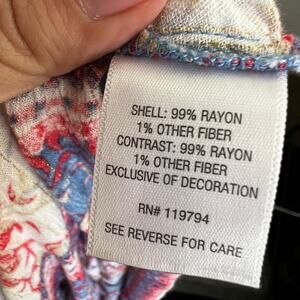 SHELL: 99% RAYON
1% OTHER FIBER
CONTRAST: 99% RAYON
1% OTHER FIBER
EXCLUSIVE OF DECORATION
RN# 119794
SEE REVERSE FOR CARE